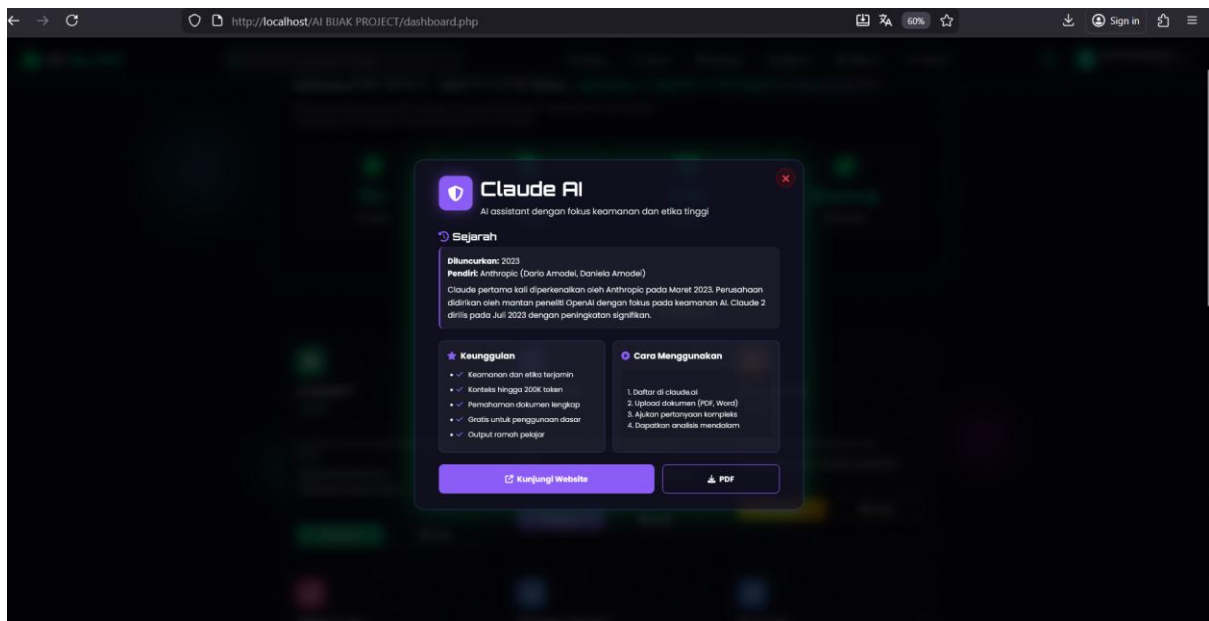 http://localhost/AI BIJAK PROJECT/dashboard.php
60%
Sign in
Claude AI
AI assistant dengan fokus keamanan dan etika tinggi
Sejarah
Diluncurkan: 2023
Pendiri: Anthropic (Dario Amodei, Daniela Amodei)
Claude pertama kali diperkenalkan oleh Anthropic pada Maret 2023. Perusahaan
didirikan oleh mantan peneliti OpenAI dengan fokus pada keamanan AI. Claude 2
dirilis pada Juli 2023 dengan peningkatan signifikan.
Keunggulan
• ✓ Keamanan dan etika terjamin
• ✓ Konteks hingga 200K token
• ✓ Pemahaman dokumen lengkap
• ✓ Gratis untuk penggunaan dasar
• ✓ Output ramah pelajar
Cara Menggunakan
1. Daftar di claude.ai
2. Upload dokumen (PDF, Word)
3. Ajukan pertanyaan kompleks
4. Dapatkan analisis mendalam
Kunjungi Website
PDF